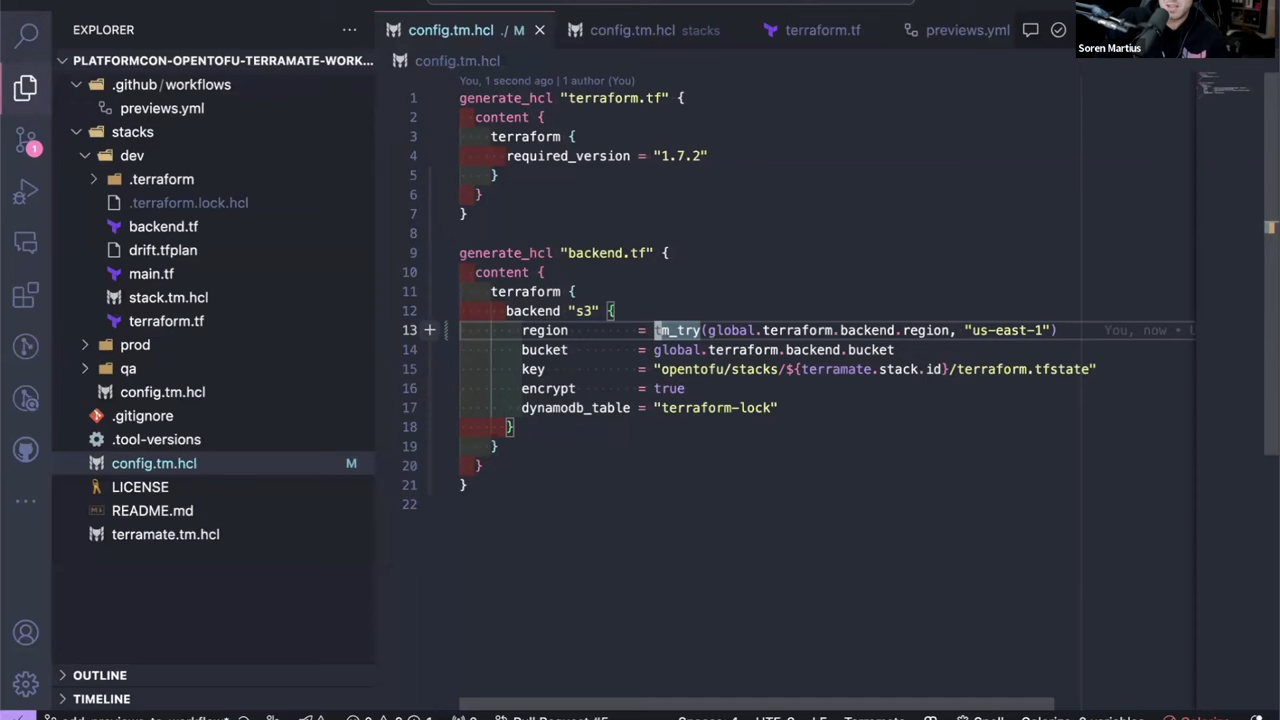 EXPLORER
PLATFORMCON-OPENTOFU-TERRAMATE-WORK...
.github/workflows
previews.yml
stacks
dev
.terraform
.terraform.lock.hcl
backend.tf
drift.tfplan
main.tf
stack.tm.hcl
terraform.tf
prod
qa
config.tm.hcl
.gitignore
.tool-versions
config.tm.hcl M
LICENSE
README.md
terramate.tm.hcl
OUTLINE
TIMELINE
1
config.tm.hcl ./ M
config.tm.hcl stacks
terraform.tf
previews.yml
Soren Martius
config.tm.hcl
You, 1 second ago | 1 author (You)
1 generate_hcl "terraform.tf" {
2 content {
3 terraform {
4 required_version = "1.7.2"
5 }
6 }
7 }
8
9 generate_hcl "backend.tf" {
10 content {
11 terraform {
12 backend "s3" {
13 region = tm_try(global.terraform.backend.region, "us-east-1") You, now •
14 bucket = global.terraform.backend.bucket
15 key = "opentofu/stacks/${terramate.stack.id}/terraform.tfstate"
16 encrypt = true
17 dynamodb_table = "terraform-lock"
18 }
19 }
20 }
21 }
22